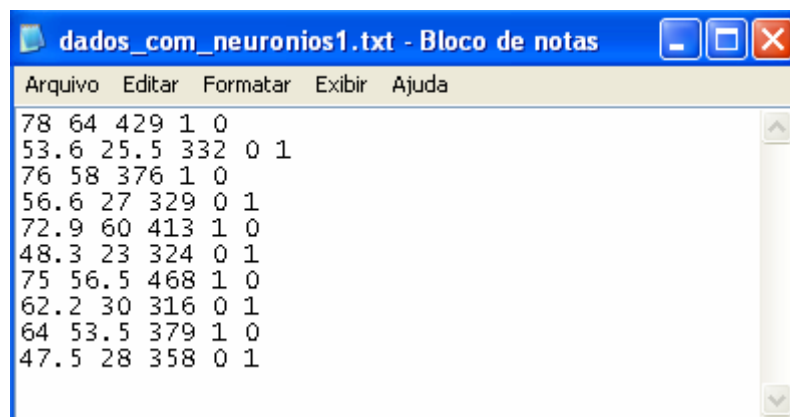 dados_com_neuronios1.txt - Bloco de notas
Arquivo Editar Formatar Exibir Ajuda
78 64 429 1 0
53.6 25.5 332 0 1
76 58 376 1 0
56.6 27 329 0 1
72.9 60 413 1 0
48.3 23 324 0 1
75 56.5 468 1 0
62.2 30 316 0 1
64 53.5 379 1 0
47.5 28 358 0 1